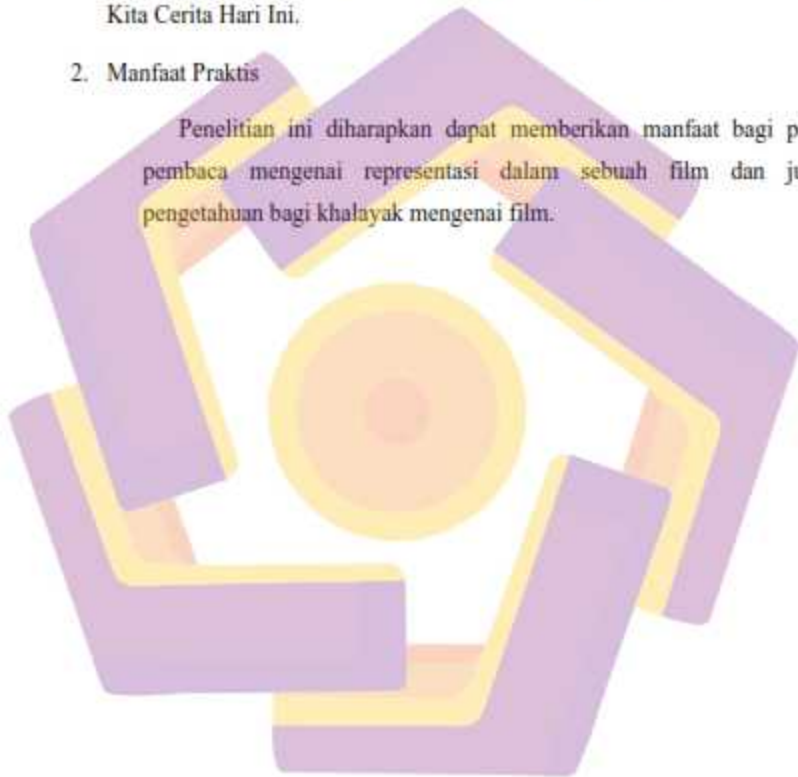 Kita Cerita Hari Ini.
2. Manfaat Praktis
Penelitian ini diharapkan dapat memberikan manfaat bagi
pembaca mengenai representasi dalam sebuah film dan
pengetahuan bagi khalayak mengenai film.